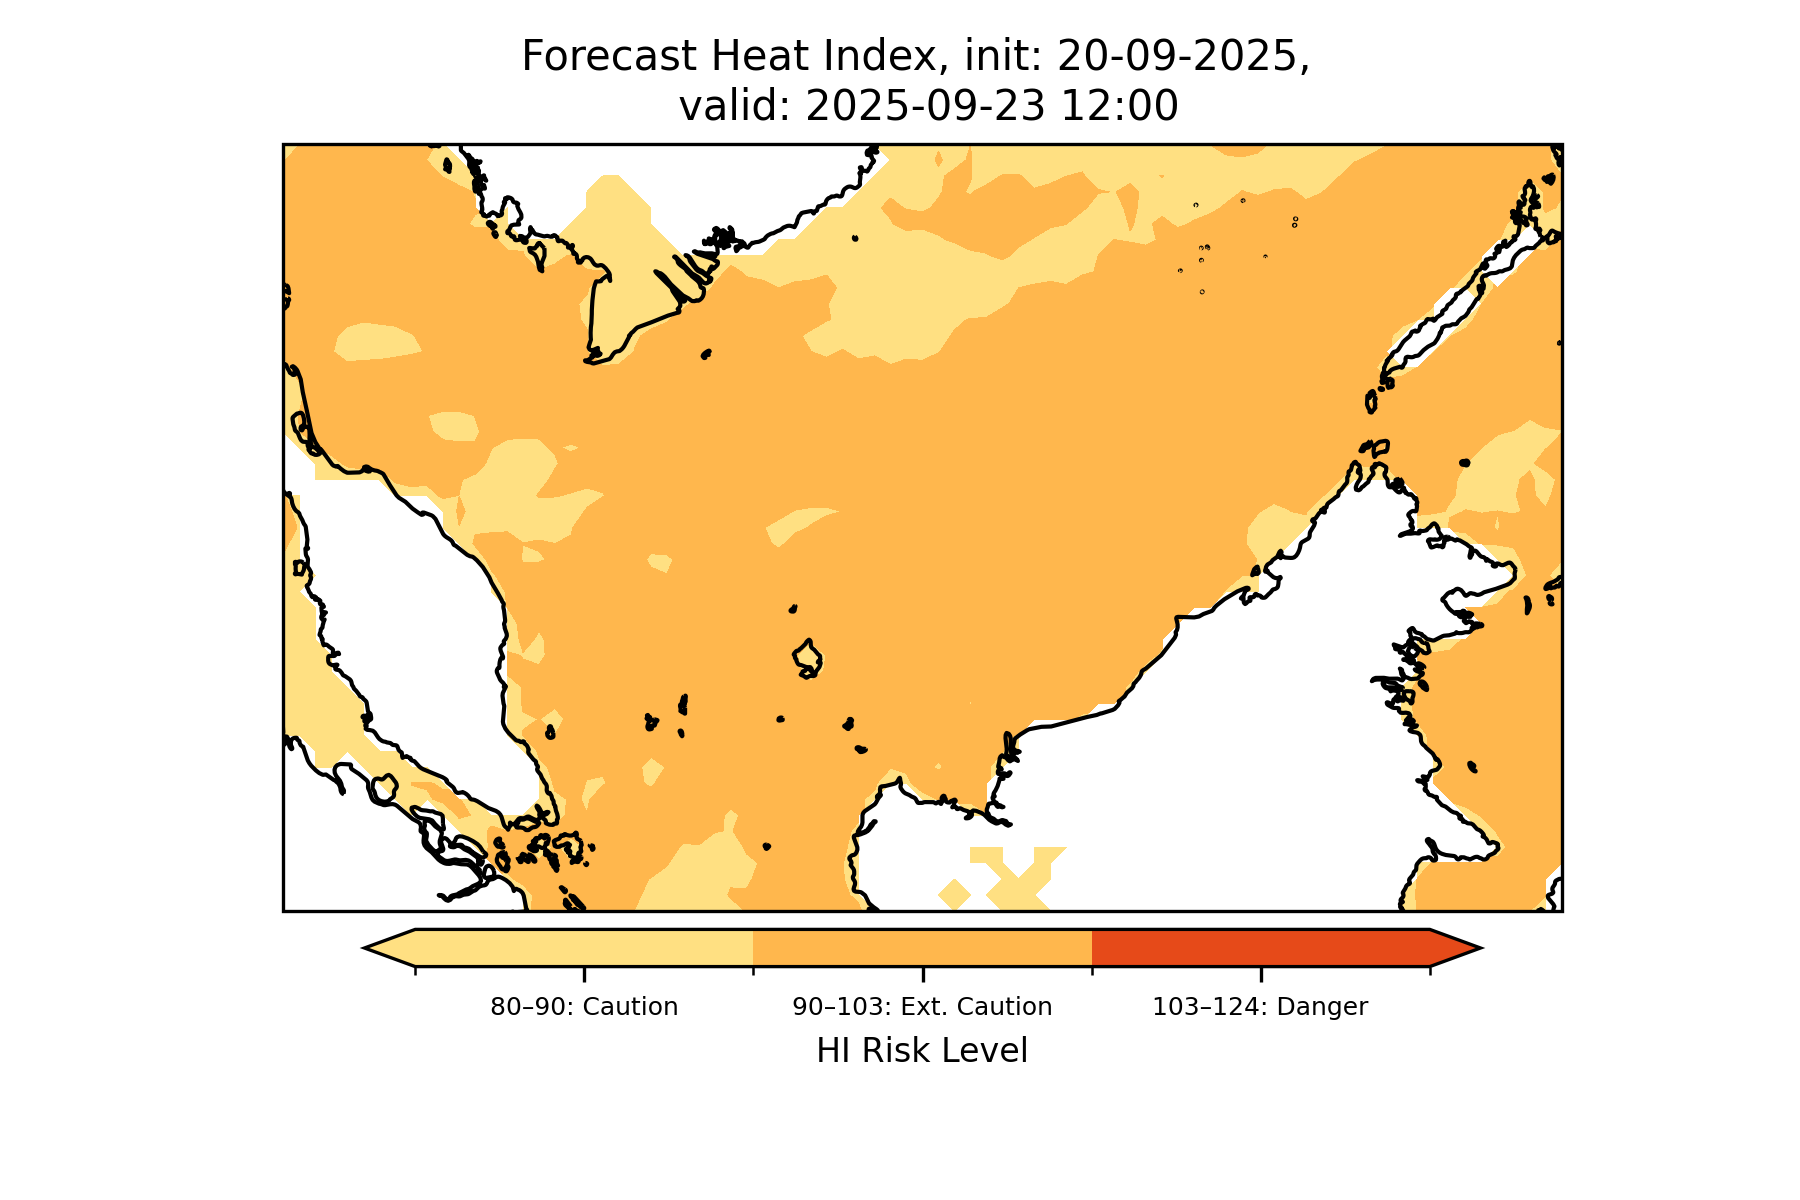 Forecast Heat Index, init: 20-09-2025,
valid: 2025-09-23 12:00
80–90: Caution
90–103: Ext. Caution
103–124: Danger
HI Risk Level